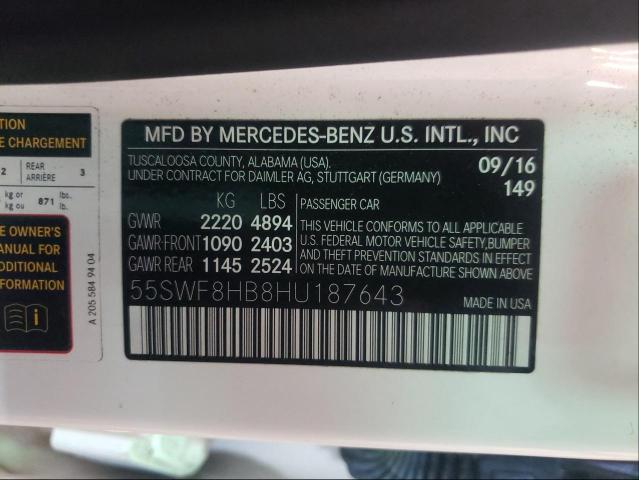 TION
E CHARGEMENT
2 REAR ARRIÈRE 3
kg or kg ou 871 lbs. lb.
E OWNER'S
MANUAL FOR
ADDITIONAL
INFORMATION
A 205 584 94 04
MFD BY MERCEDES-BENZ U.S. INTL., INC
TUSCALOOSA COUNTY, ALABAMA (USA). 09/16
UNDER CONTRACT FOR DAIMLER AG, STUTTGART (GERMANY) 149
KG LBS PASSENGER CAR
GVWR 2220 4894
GAWR FRONT 1090 2403
GAWR REAR 1145 2524
THIS VEHICLE CONFORMS TO ALL APPLICABLE
U.S. FEDERAL MOTOR VEHICLE SAFETY, BUMPER
AND THEFT PREVENTION STANDARDS IN EFFECT
ON THE DATE OF MANUFACTURE SHOWN ABOVE.
55SWF8HB8HU187643 MADE IN USA